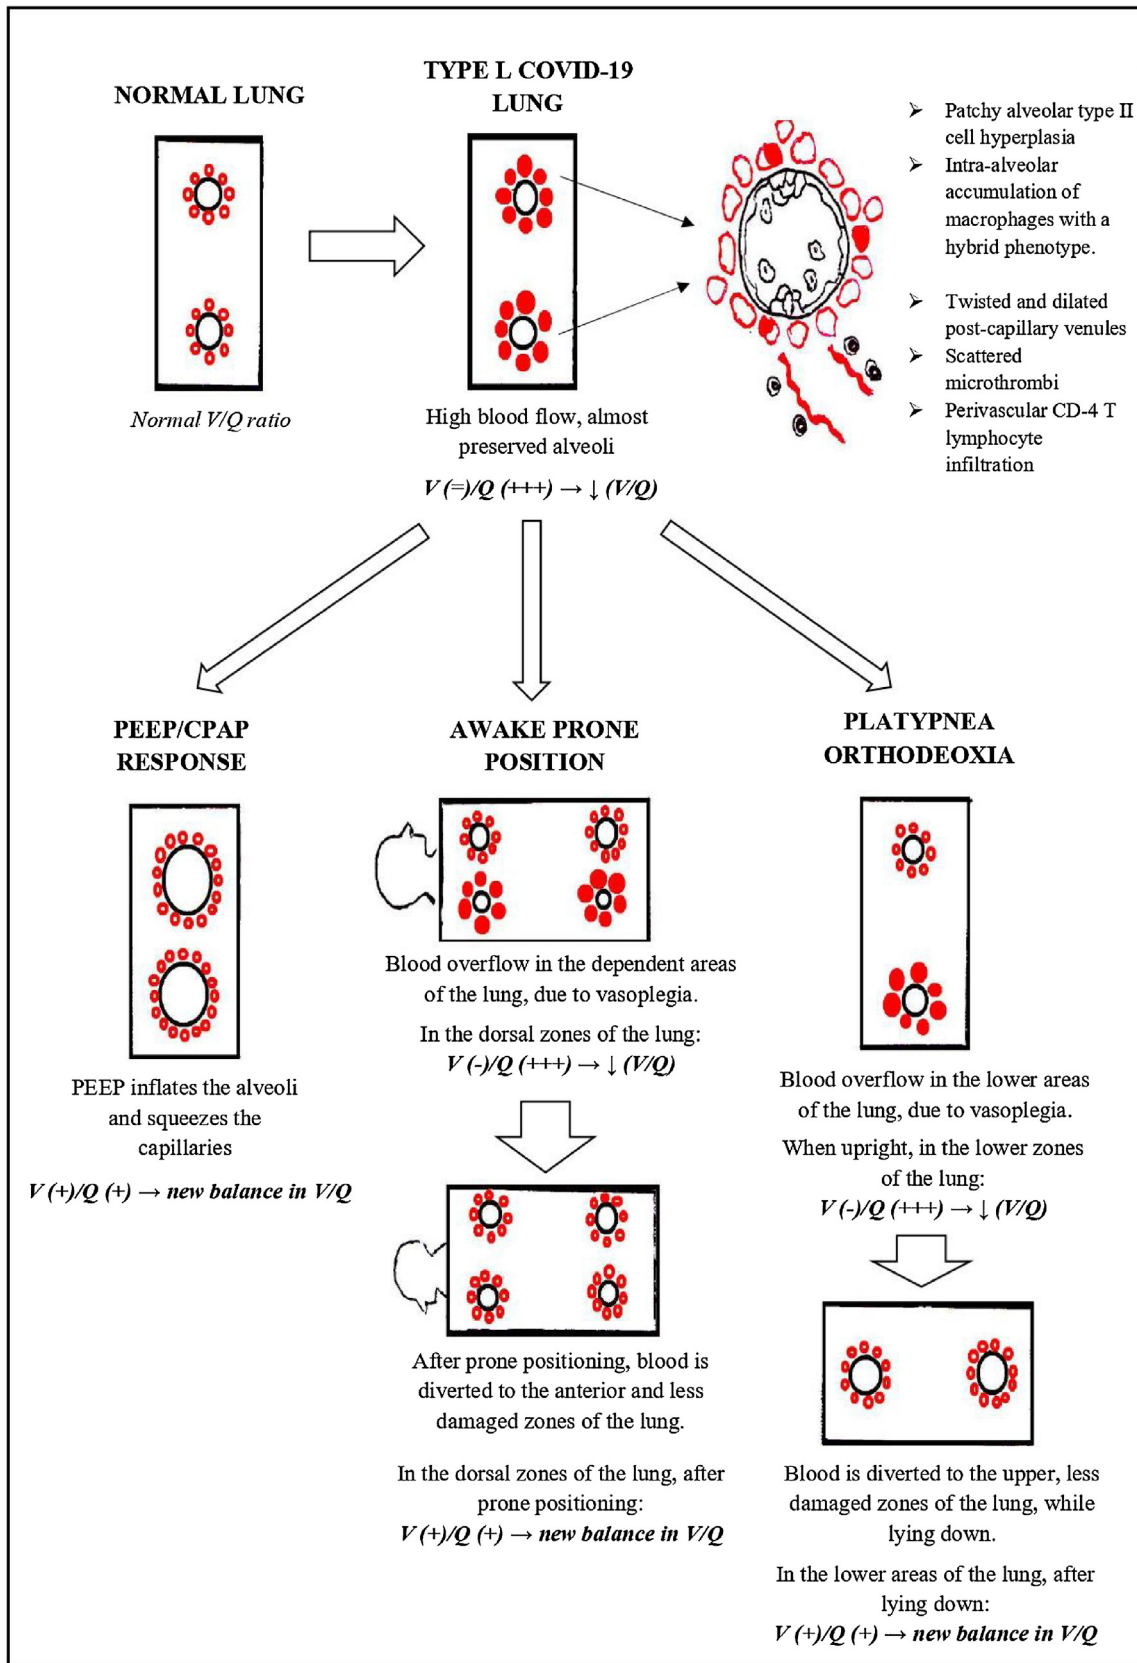 NORMAL LUNG
Normal V/Q ratio
TYPE L COVID-19
LUNG
High blood flow, almost
preserved alveoli
V (=)/Q (+++) → ↓ (V/Q)
➢ Patchy alveolar type II
cell hyperplasia
➢ Intra-alveolar
accumulation of
macrophages with a
hybrid phenotype.
➢ Twisted and dilated
post-capillary venules
➢ Scattered
microthrombi
➢ Perivascular CD-4 T
lymphocyte
infiltration
PEEP/CPAP
RESPONSE
PEEP inflates the alveoli
and squeezes the
capillaries
V (+)/Q (+) → new balance in V/Q
AWAKE PRONE
POSITION
Blood overflow in the dependent areas
of the lung, due to vasoplegia.
In the dorsal zones of the lung:
V (-)/Q (+++) → ↓ (V/Q)
After prone positioning, blood is
diverted to the anterior and less
damaged zones of the lung.
In the dorsal zones of the lung, after
prone positioning:
V (+)/Q (+) → new balance in V/Q
PLATYPNEA
ORTHODEOXIA
Blood overflow in the lower areas
of the lung, due to vasoplegia.
When upright, in the lower zones
of the lung:
V (-)/Q (+++) → ↓ (V/Q)
Blood is diverted to the upper, less
damaged zones of the lung, while
lying down.
In the lower areas of the lung, after
lying down:
V (+)/Q (+) → new balance in V/Q